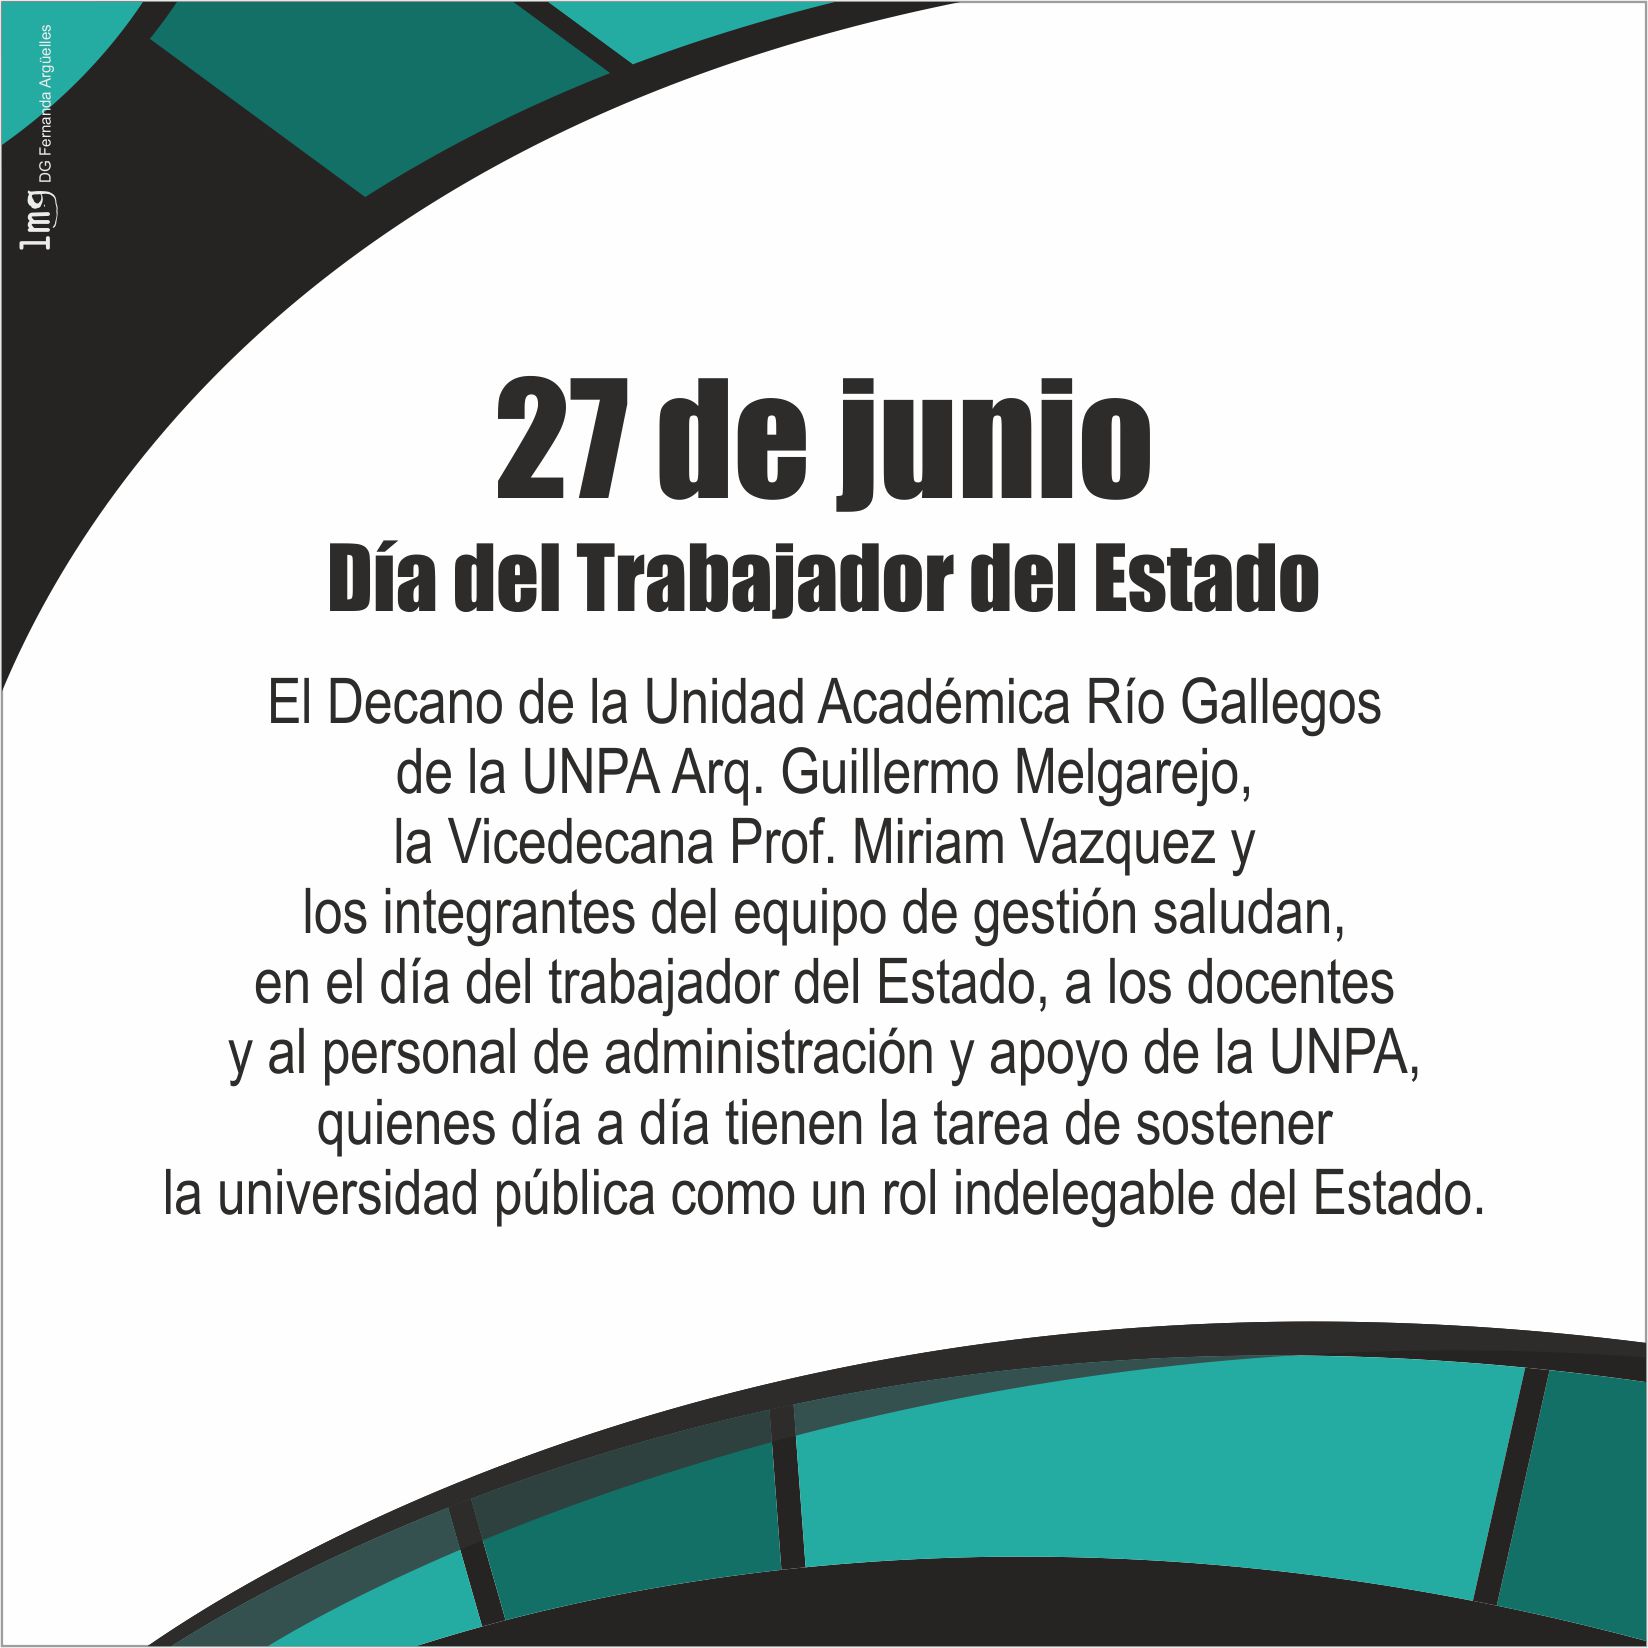 lmg DG Fernanda Argüelles
27 de junio
Día del Trabajador del Estado
El Decano de la Unidad Académica Río Gallegos
de la UNPA Arq. Guillermo Melgarejo,
la Vicedecana Prof. Miriam Vazquez y
los integrantes del equipo de gestión saludan,
en el día del trabajador del Estado, a los docentes
y al personal de administración y apoyo de la UNPA,
quienes día a día tienen la tarea de sostener
la universidad pública como un rol indelegable del Estado.